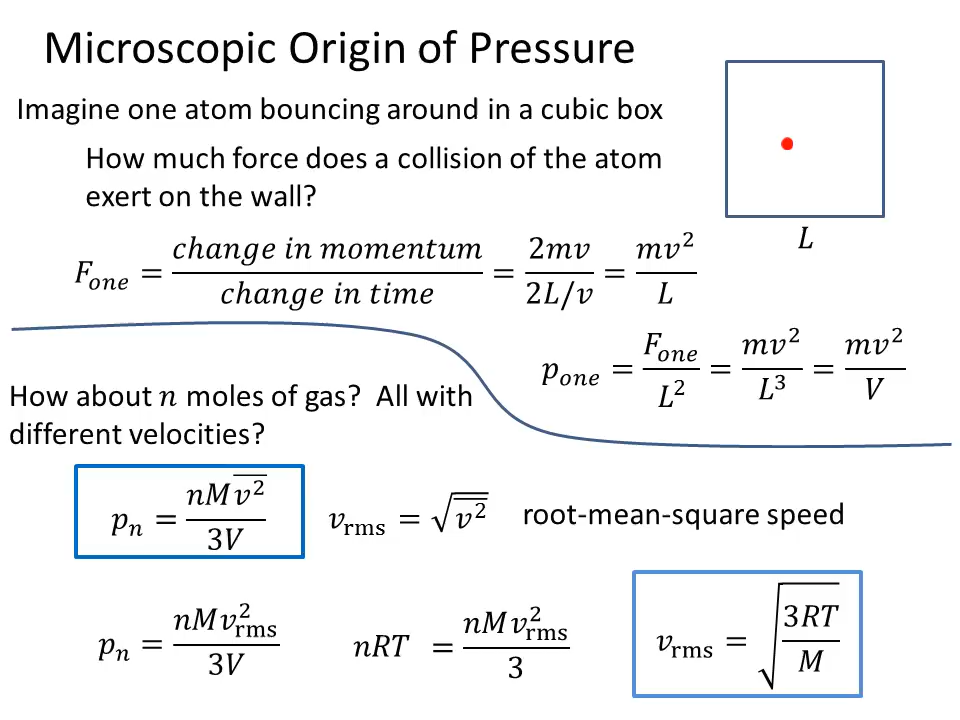 Microscopic Origin of Pressure
Imagine one atom bouncing around in a cubic box
How much force does a collision of the atom
exert on the wall?
L
F_{one} = \frac{change in momentum}{change in time} = \frac{2mv}{2L/v} = \frac{mv^2}{L}
p_{one} = \frac{F_{one}}{L^2} = \frac{mv^2}{L^3} = \frac{mv^2}{V}
How about n moles of gas? All with
different velocities?
p_n = \frac{nM\overline{v^2}}{3V}
v_{rms} = \sqrt{\overline{v^2}} root-mean-square speed
p_n = \frac{nMv_{rms}^2}{3V}
nRT = \frac{nMv_{rms}^2}{3}
v_{rms} = \sqrt{\frac{3RT}{M}}